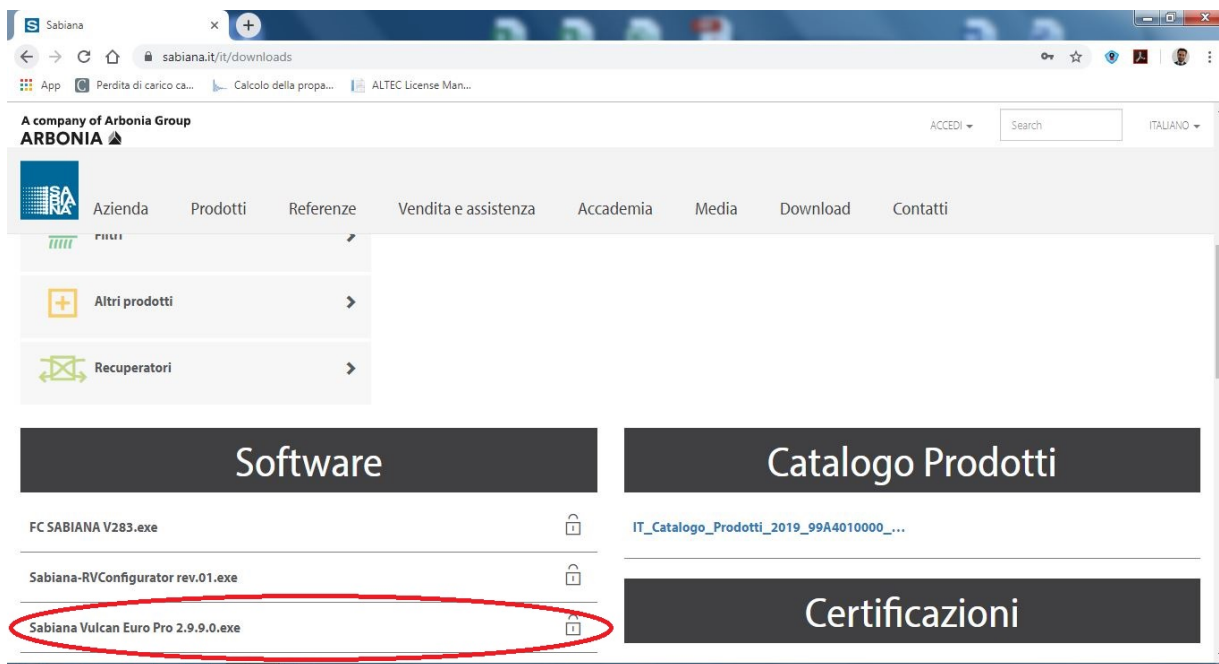 Sabiana
sabiana.it/it/downloads
App
Perdita di carico ca...
Calcolo della propa...
ALTEC License Man...
A company of Arbonia Group
ARBONIA
ACCEDI
Search
ITALIANO
SABIANA
Azienda
Prodotti
Referenze
Vendita e assistenza
Accademia
Media
Download
Contatti
Filtri
Altri prodotti
Recuperatori
Software
Catalogo Prodotti
FC SABIANA V283.exe
IT_Catalogo_Prodotti_2019_99A4010000_...
Sabiana-RVConfigurator rev.01.exe
Certificazioni
Sabiana Vulcan Euro Pro 2.9.9.0.exe